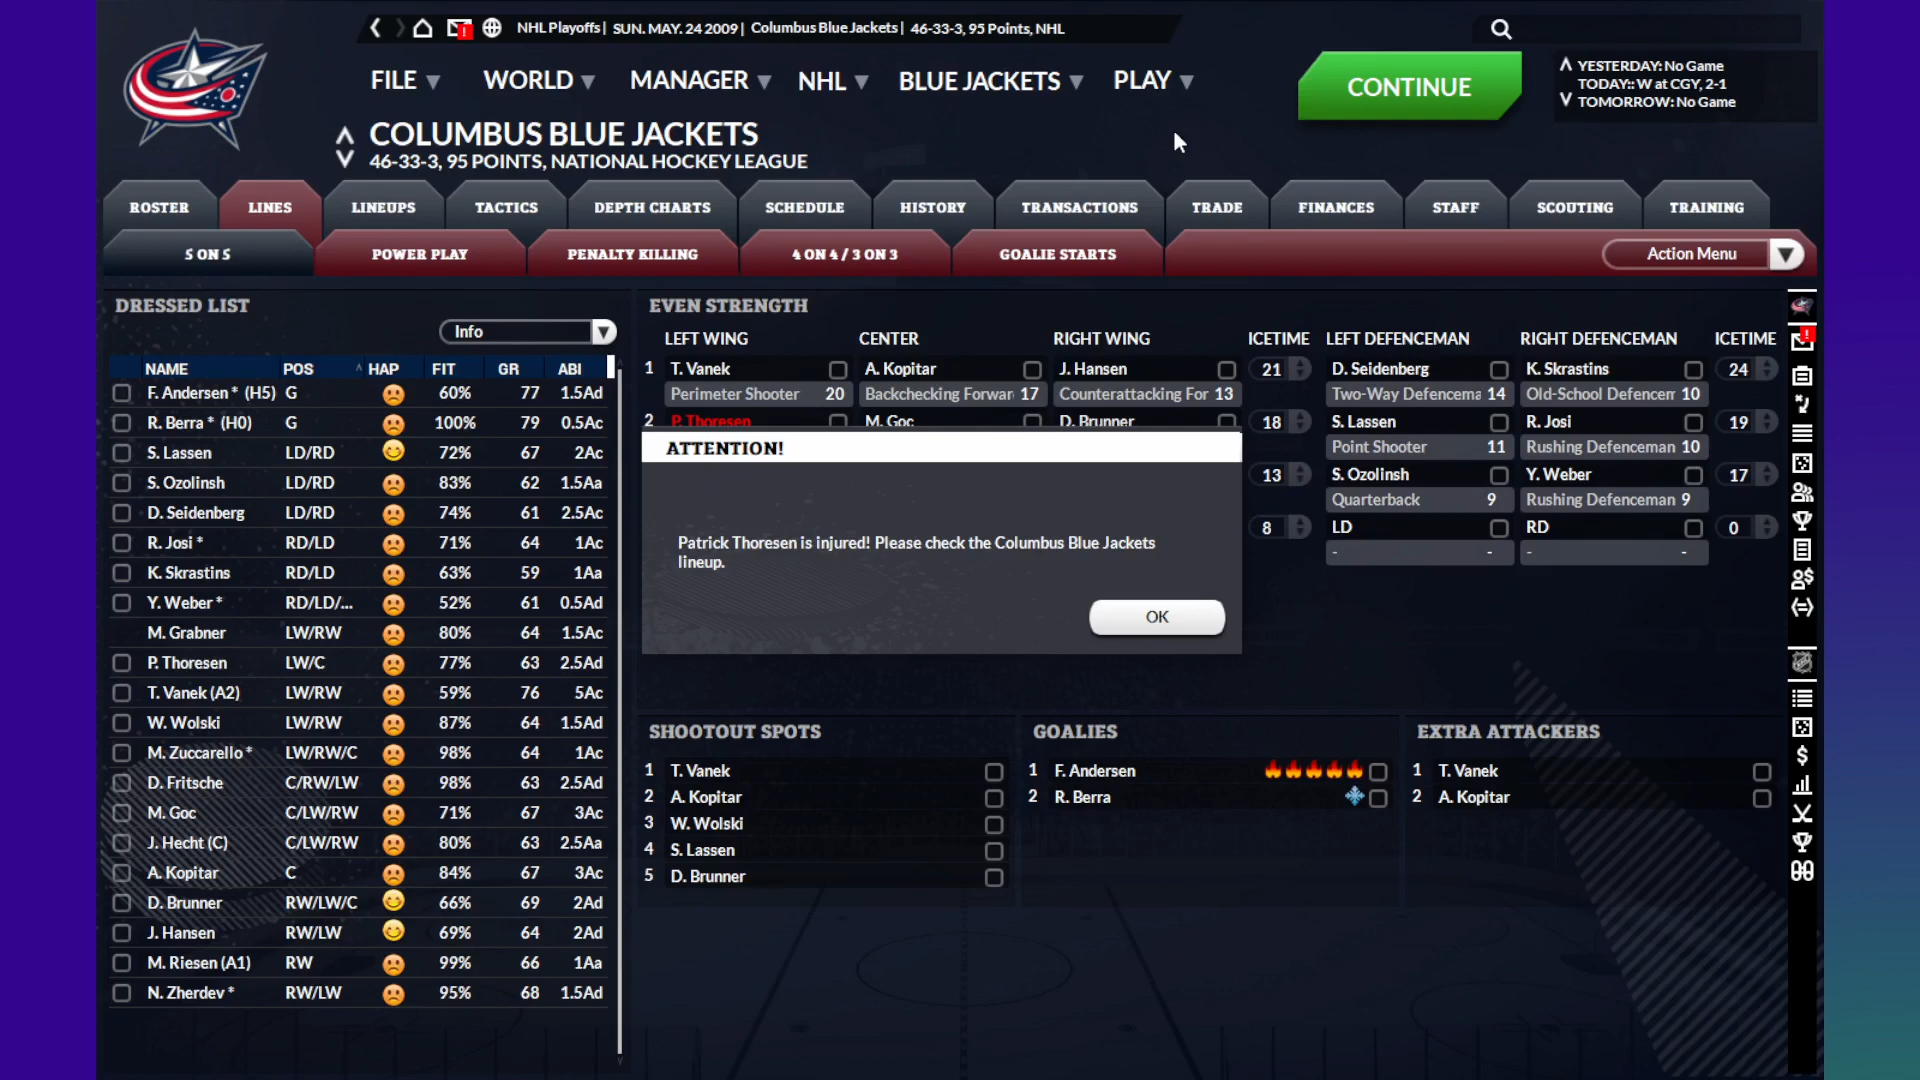 NHL Playoffs | SUN. MAY. 24 2009 | Columbus Blue Jackets | 46-33-3, 95 Points, NHL
FILE WORLD MANAGER NHL BLUE JACKETS PLAY
CONTINUE
YESTERDAY: No Game
TODAY:: W at CGY, 2-1
TOMORROW: No Game
COLUMBUS BLUE JACKETS
46-33-3, 95 POINTS, NATIONAL HOCKEY LEAGUE
ROSTER LINES LINEUPS TACTICS DEPTH CHARTS SCHEDULE HISTORY TRANSACTIONS TRADE FINANCES STAFF SCOUTING TRAINING
5 ON 5 POWER PLAY PENALTY KILLING 4 ON 4 / 3 ON 3 GOALIE STARTS Action Menu
DRESSED LIST
Info
NAME POS HAP FIT GR ABI
F. Andersen * (H5) G 60% 77 1.5Ad
R. Berra * (H0) G 100% 79 0.5Ac
S. Lassen LD/RD 72% 67 2Ac
S. Ozolinsh LD/RD 83% 62 1.5Aa
D. Seidenberg LD/RD 74% 61 2.5Ac
R. Josi * RD/LD 71% 64 1Ac
K. Skrastins RD/LD 63% 59 1Aa
Y. Weber * RD/LD/... 52% 61 0.5Ad
M. Grabner LW/RW 80% 64 1.5Ac
P. Thoresen LW/C 77% 63 2.5Ad
T. Vanek (A2) LW/RW 59% 76 5Ac
W. Wolski LW/RW 87% 64 1.5Ad
M. Zuccarello * LW/RW/C 98% 64 1Ac
D. Fritsche C/RW/LW 98% 63 2.5Ad
M. Goc C/LW/RW 71% 67 3Ac
J. Hecht (C) C/LW/RW 80% 63 2.5Aa
A. Kopitar C 84% 67 3Ac
D. Brunner RW/LW/C 66% 69 2Ad
J. Hansen RW/LW 69% 64 2Ad
M. Riesen (A1) RW 99% 66 1Aa
N. Zherdev * RW/LW 95% 68 1.5Ad
EVEN STRENGTH
LEFT WING CENTER RIGHT WING ICETIME LEFT DEFENCEMAN RIGHT DEFENCEMAN ICETIME
1 T. Vanek A. Kopitar J. Hansen 21 D. Seidenberg K. Skrastins 24
Perimeter Shooter 20 Backchecking Forwar 17 Counterattacking For 13 Two-Way Defencema 14 Old-School Defencem 10
2 P. Thoresen M. Goc D. Brunner 18 S. Lassen R. Josi 19
Point Shooter 11 Rushing Defenceman 10
13 S. Ozolinsh Y. Weber 17
Quarterback 9 Rushing Defenceman 9
8 LD RD 0
- - - -
ATTENTION!
Patrick Thoresen is injured! Please check the Columbus Blue Jackets
lineup.
OK
SHOOTOUT SPOTS
1 T. Vanek
2 A. Kopitar
3 W. Wolski
4 S. Lassen
5 D. Brunner
GOALIES
1 F. Andersen
2 R. Berra
EXTRA ATTACKERS
1 T. Vanek
2 A. Kopitar